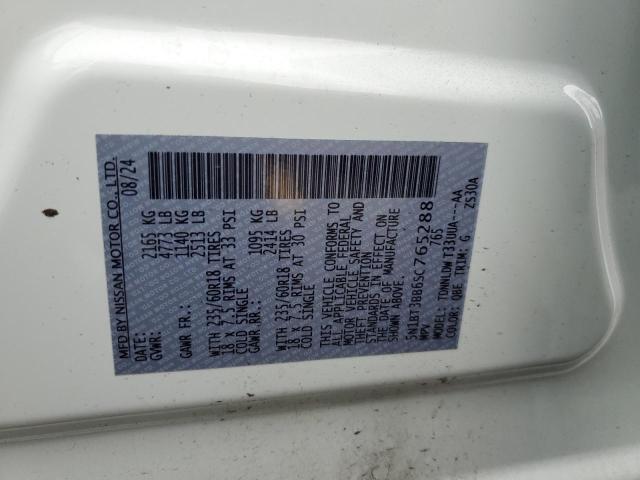 MFD BY NISSAN MOTOR CO., LTD.
DATE: 08/24
GVWR: 2165 KG
4773 LB
GAWR FR.: 1140 KG
2513 LB
WITH 235/60R18 TIRES
18 x 7.5 RIMS AT 33 PSI
COLD SINGLE
GAWR RR.: 1095 KG
2414 LB
WITH 235/60R18 TIRES
18 x 7.5 RIMS AT 30 PSI
COLD SINGLE
THIS VEHICLE CONFORMS TO
ALL APPLICABLE FEDERAL
MOTOR VEHICLE SAFETY AND
THEFT PREVENTION
STANDARDS IN EFFECT ON
THE DATE OF MANUFACTURE
SHOWN ABOVE.
5N1BT3BB6SC765288
MPV 765
MODEL: TDNNLDWT33UUA---AA
COLOR: QBE TRIM: G ZS30A